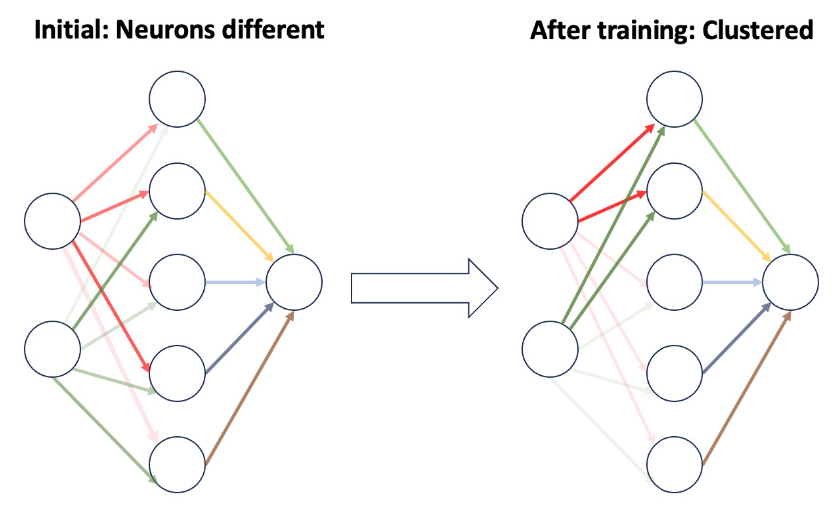 Initial: Neurons different
After training: Clustered